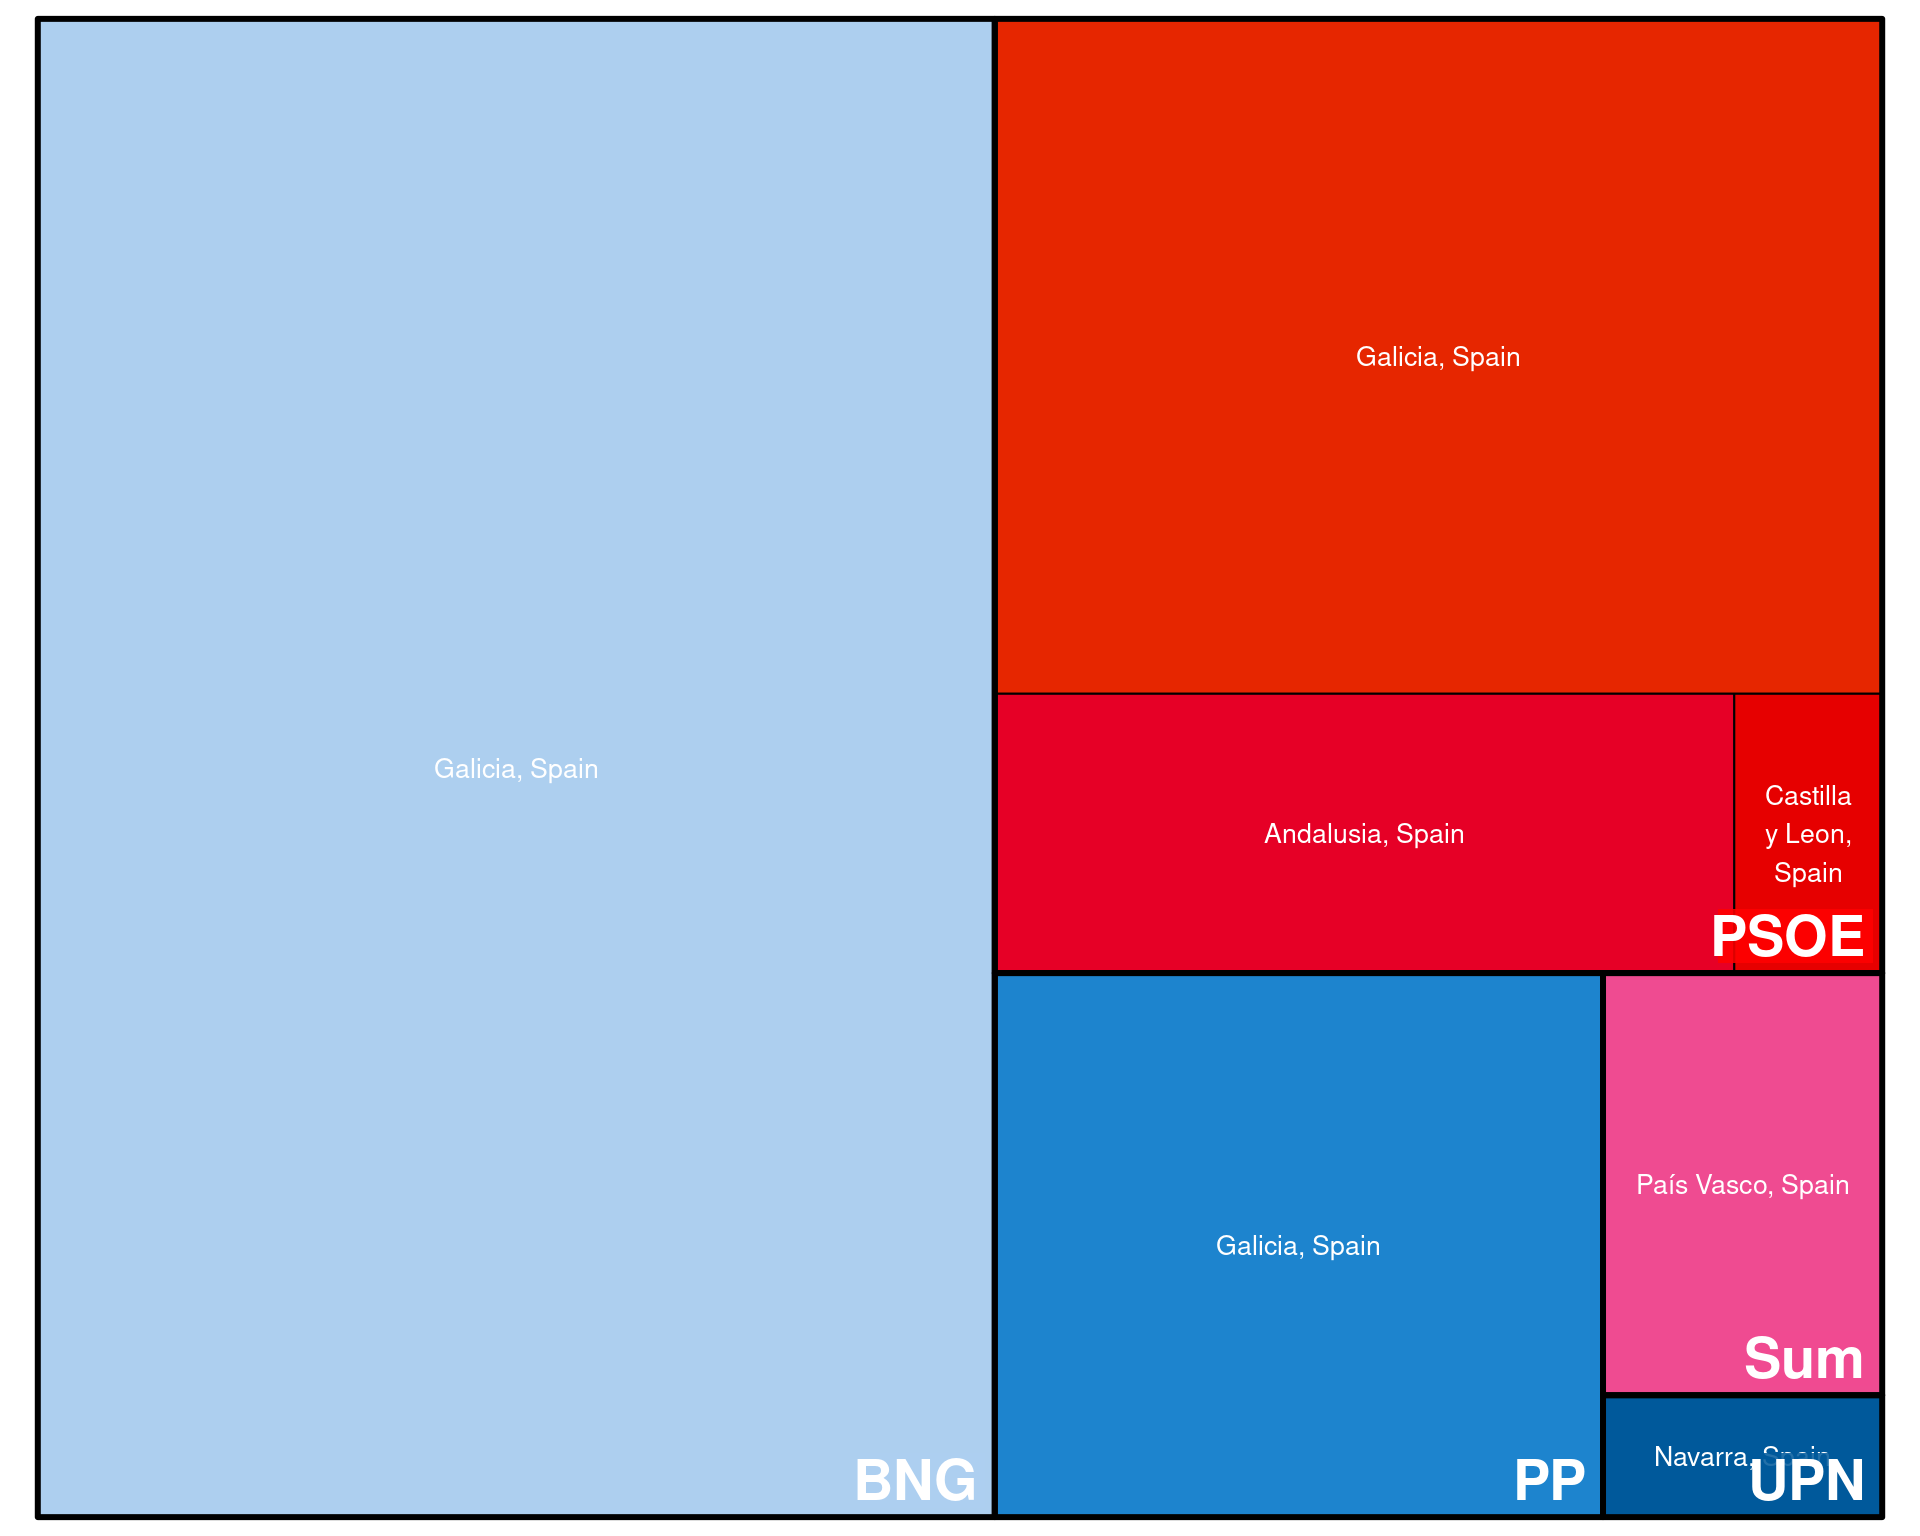 Galicia, Spain
BNG
Galicia, Spain
Andalusia, Spain
Castilla
y Leon,
Spain
PSOE
Galicia, Spain
PP
País Vasco, Spain
Sum
Navarra, Spain
UPN